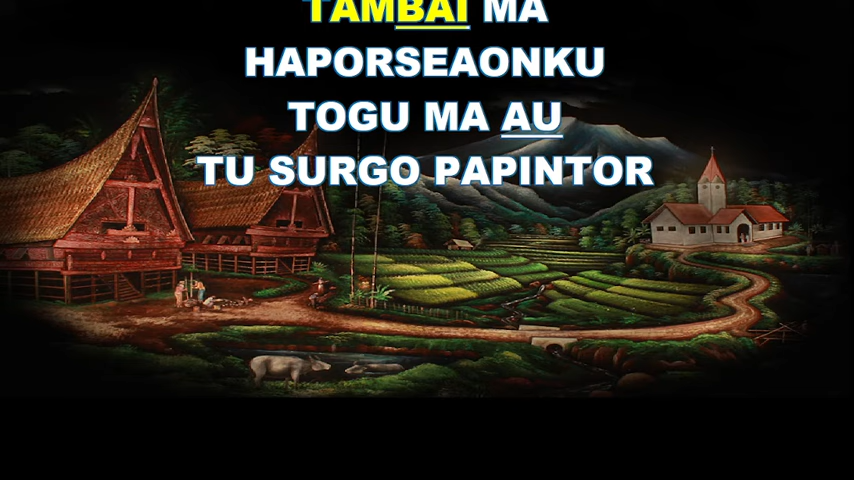 TAMBAI MA
HAPORSEAONKU
TOGU MA AU
TU SURGO PAPINTOR